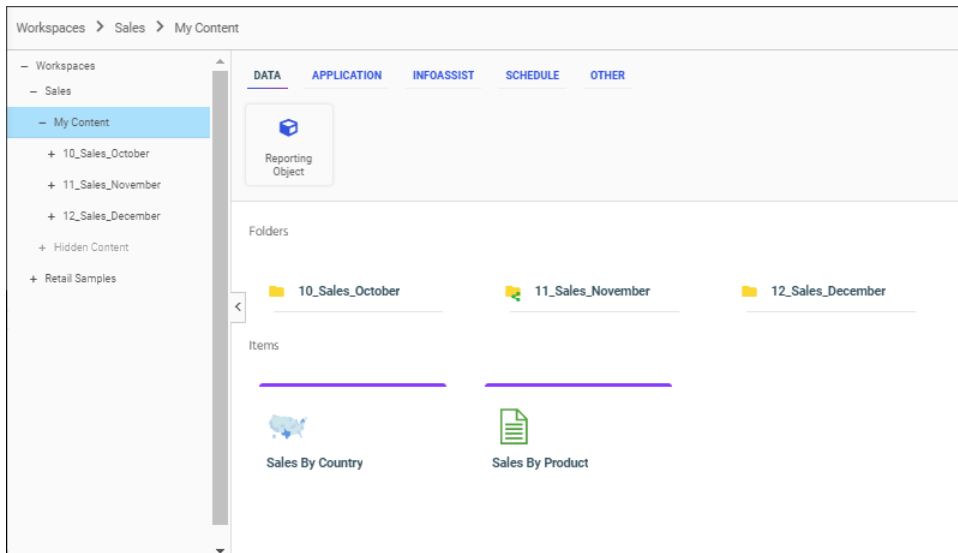 Workspaces > Sales > My Content
− Workspaces
− Sales
− My Content
+ 10_Sales_October
+ 11_Sales_November
+ 12_Sales_December
+ Hidden Content
+ Retail Samples
DATA APPLICATION INFOASSIST SCHEDULE OTHER
Reporting
Object
Folders
10_Sales_October 11_Sales_November 12_Sales_December
Items
Sales By Country Sales By Product